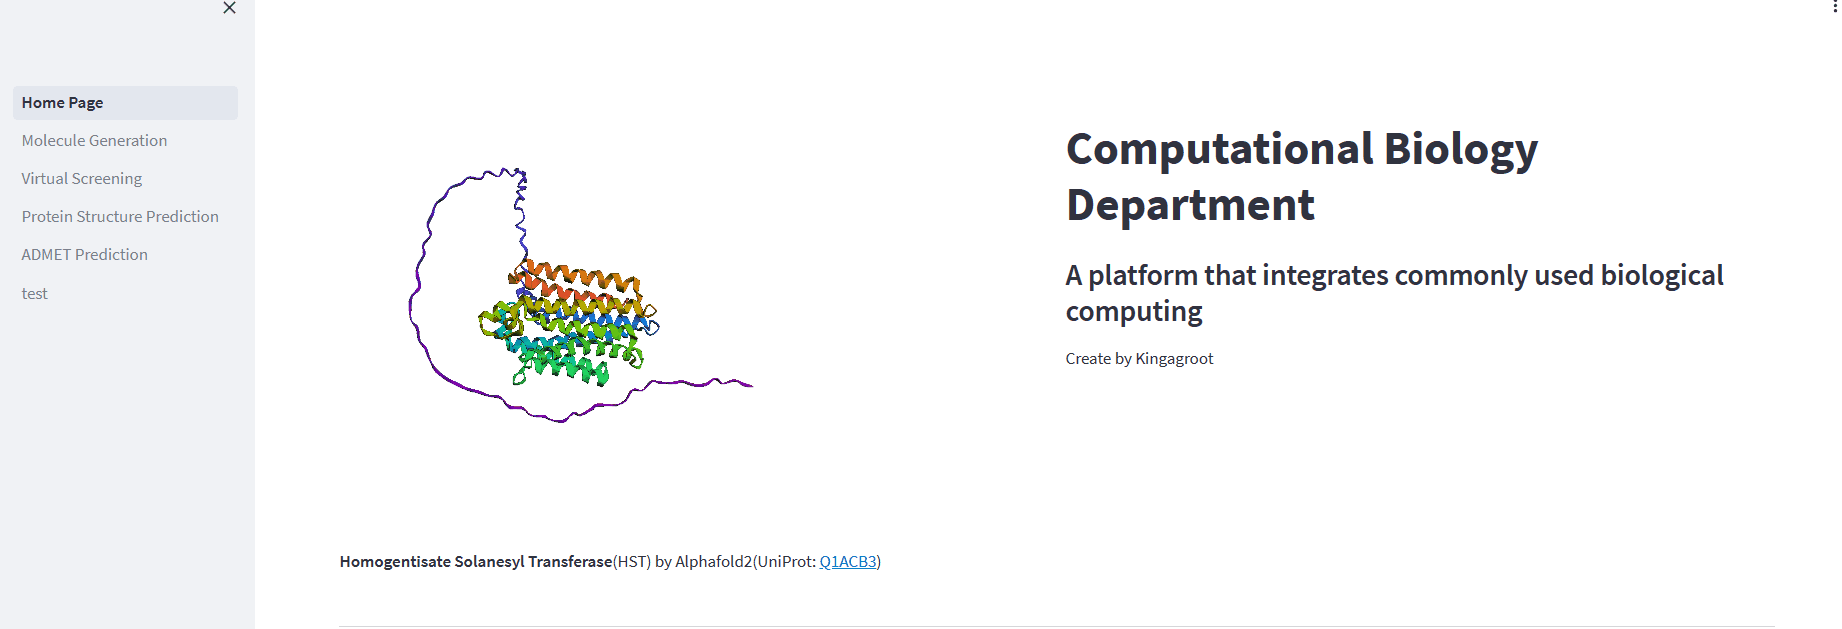 Home Page
Molecule Generation
Virtual Screening
Protein Structure Prediction
ADMET Prediction
test
Computational Biology
Department
A platform that integrates commonly used biological
computing
Create by Kingagroot
Homogentisate Solanesyl Transferase(HST) by Alphafold2(UniProt: Q1ACB3)